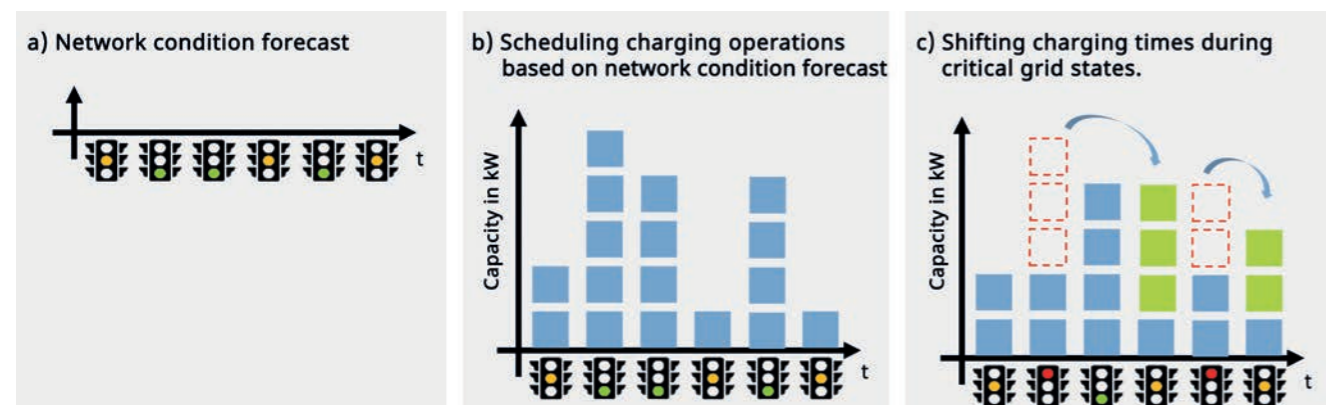 a) Network condition forecast
t
b) Scheduling charging operations
based on network condition forecast
Capacity in kW
t
c) Shifting charging times during
critical grid states.
Capacity in kW
t